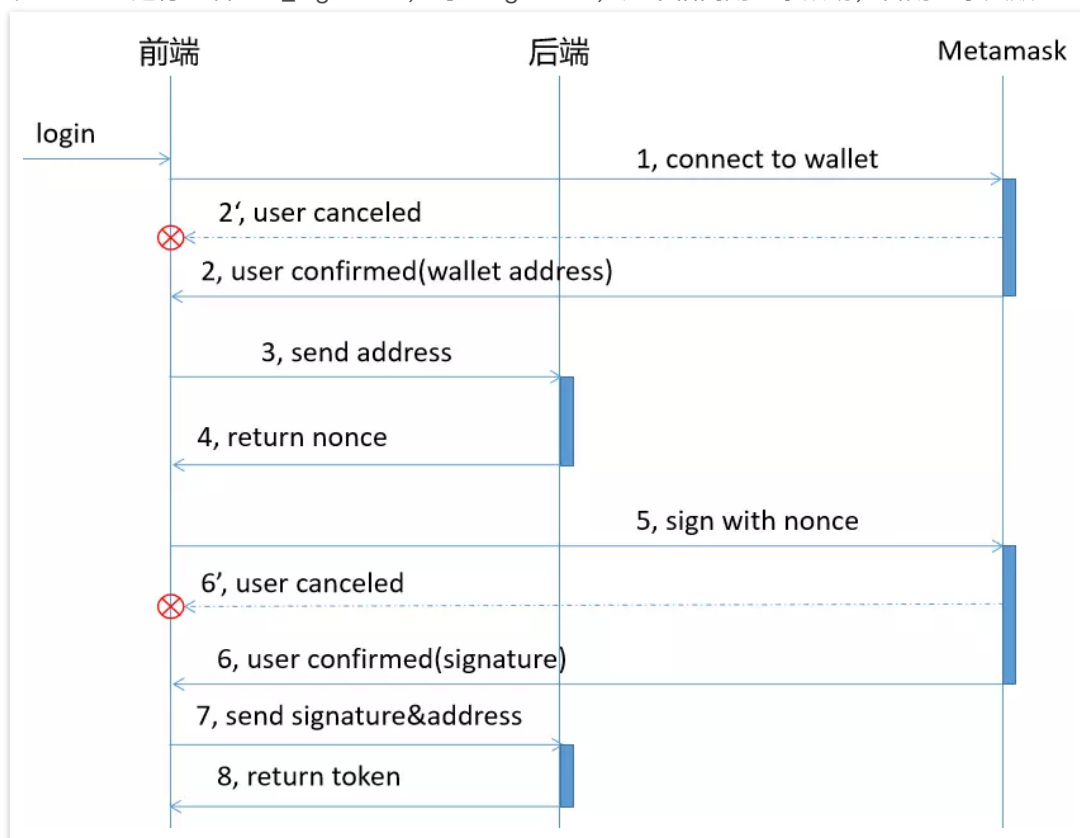 前端 后端 Metamask
login
1, connect to wallet
2‘, user canceled
2, user confirmed(wallet address)
3, send address
4, return nonce
5, sign with nonce
6’, user canceled
6, user confirmed(signature)
7, send signature&address
8, return token